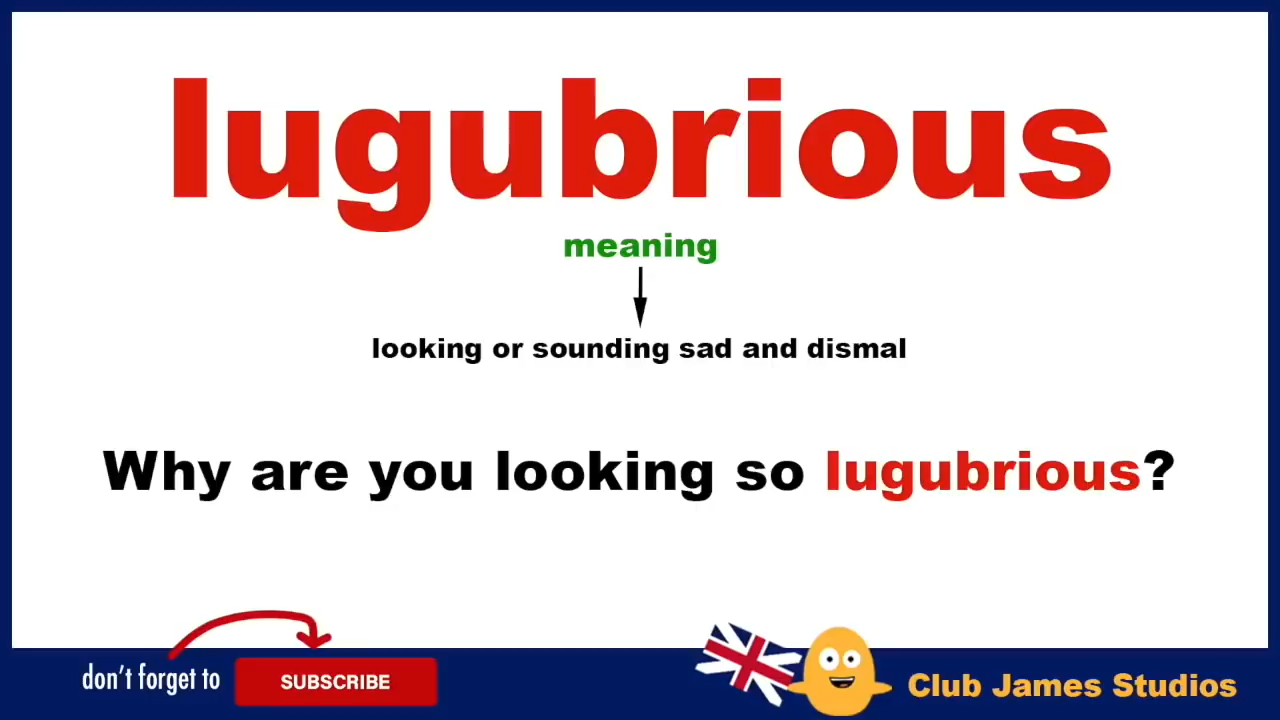 lugubrious
meaning
looking or sounding sad and dismal
Why are you looking so lugubrious?
don't forget to
SUBSCRIBE
Club James Studios